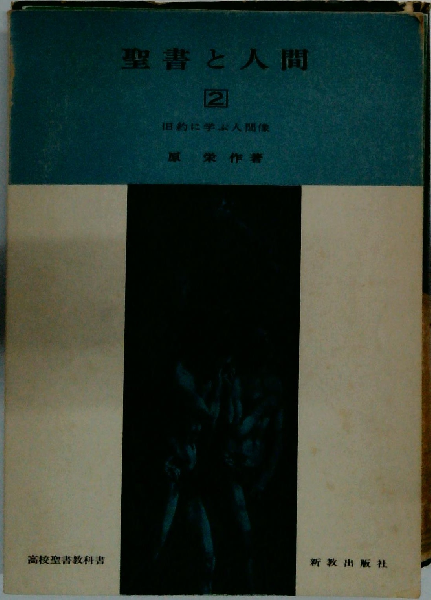 聖書と人間
2
旧約に学ぶ人間像
原 栄作著
高校聖書教科書
新教出版社